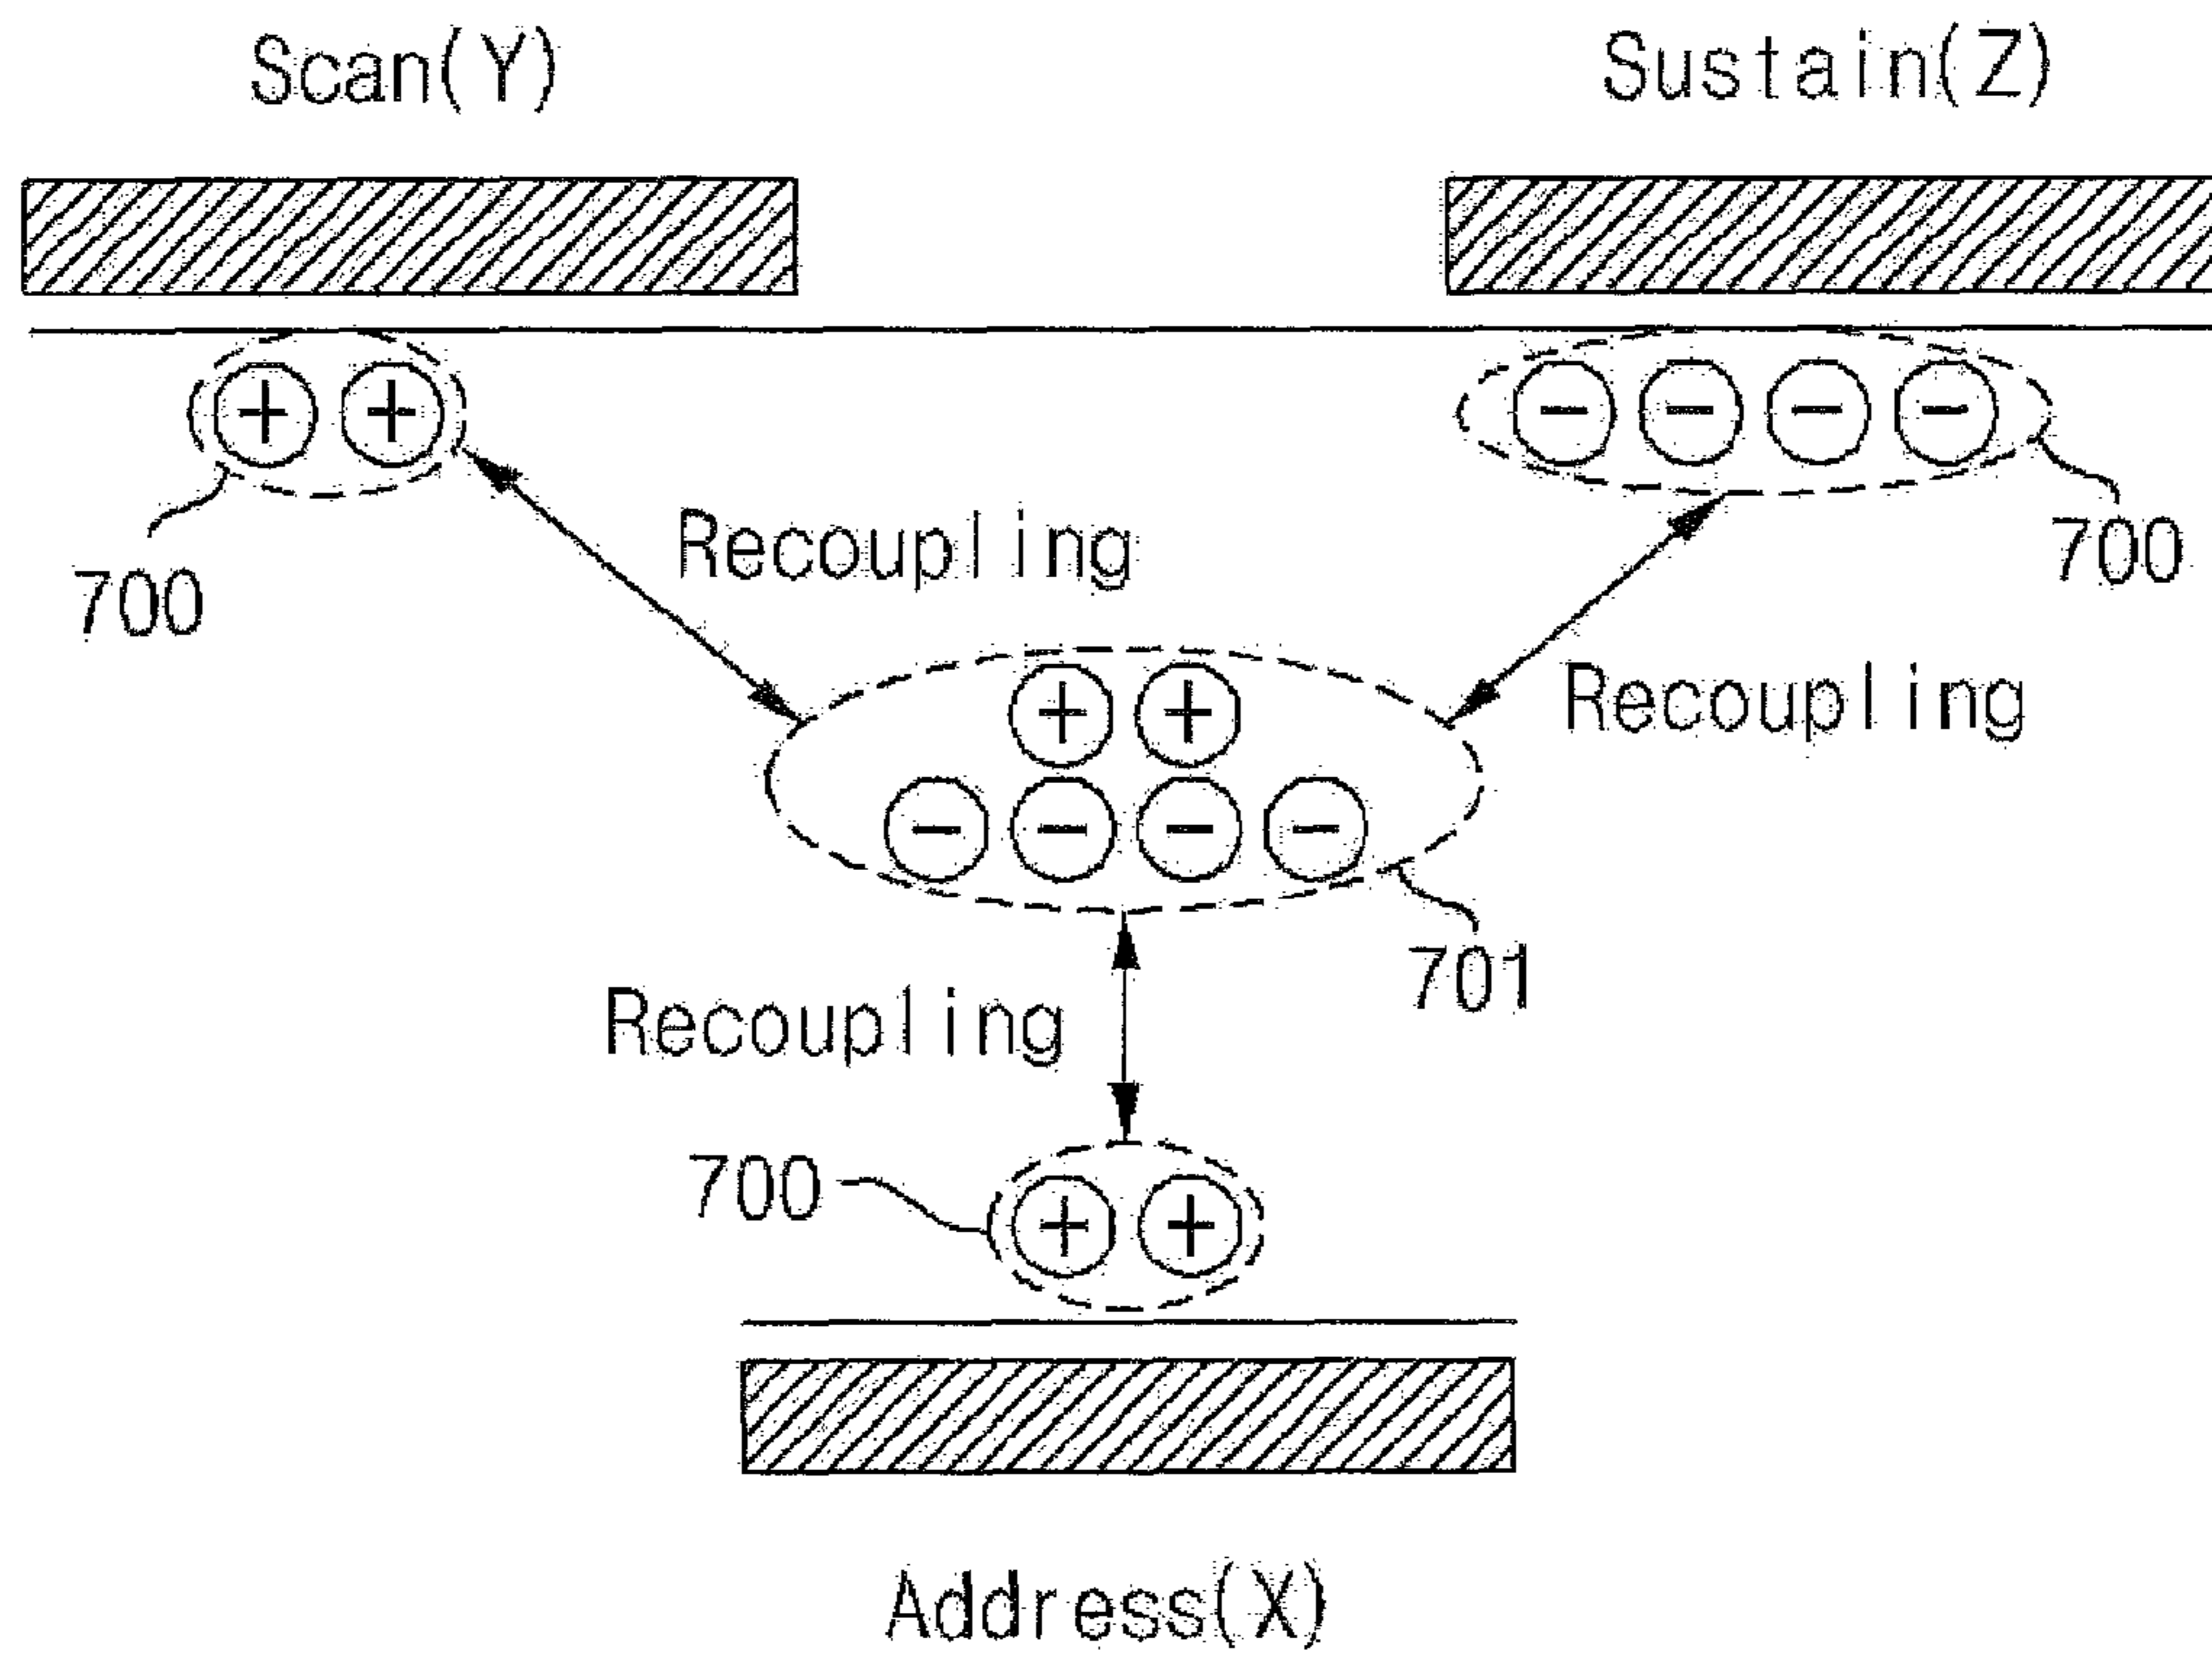 Scan(Y)
Sustain(Z)
+ +
- - - -
Recoupling
700
700
Recoupling
+ +
- - - -
701
Recoupling
700
+ +
Address(X)